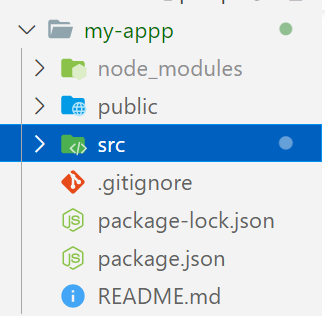 my-appp
node_modules
public
src
.gitignore
package-lock.json
package.json
README.md